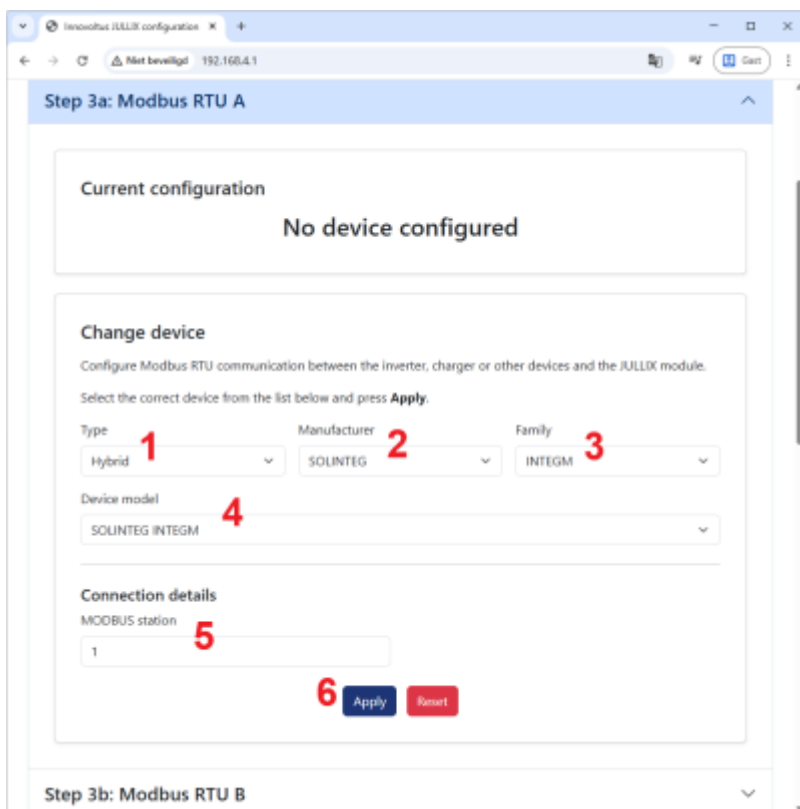 Innovoltus JULLIX configuration
Niet beveiligd 192.168.4.1
Gast
Step 3a: Modbus RTU A
Current configuration
No device configured
Change device
Configure Modbus RTU communication between the inverter, charger or other devices and the JULLIX module.
Select the correct device from the list below and press Apply.
Type Manufacturer Family
1 2 3
Hybrid SOLINTEG INTEGM
Device model
4
SOLINTEG INTEGM
Connection details
MODBUS station
5
1
6 Apply Reset
Step 3b: Modbus RTU B